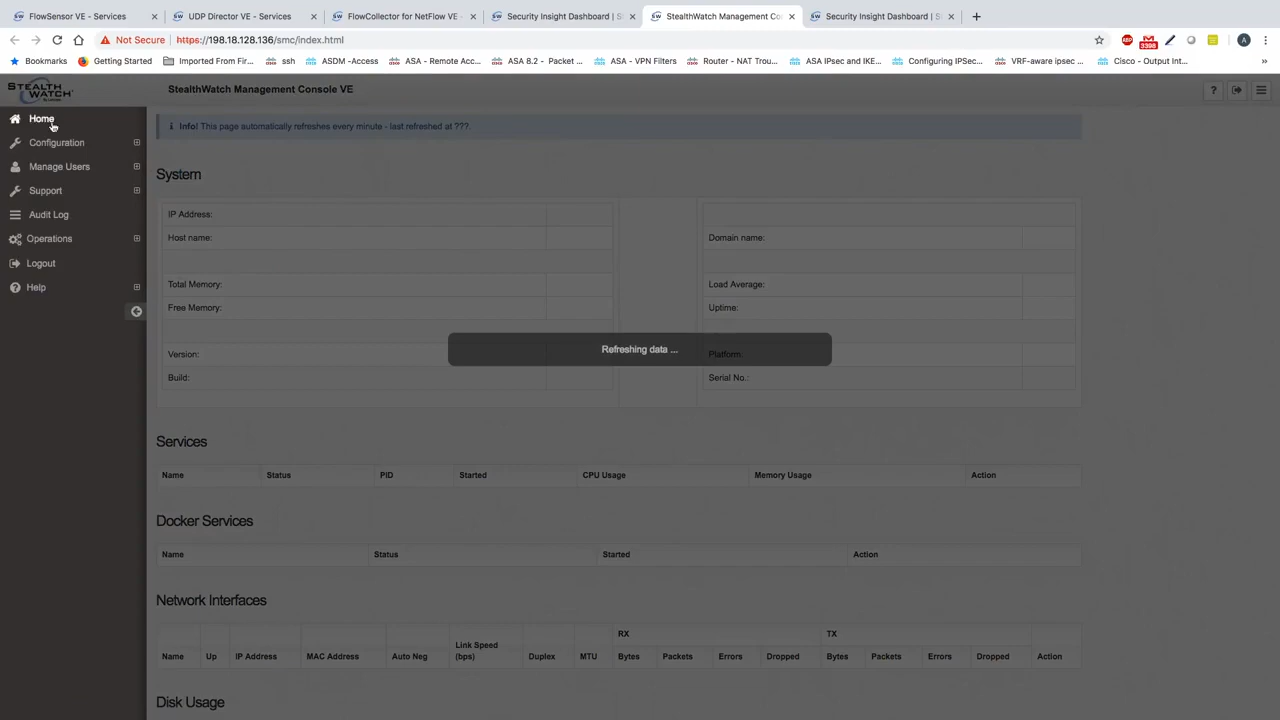 FlowSensor VE - Services
UDP Director VE - Services
FlowCollector for NetFlow VE -
Security Insight Dashboard | S
StealthWatch Management Co
Security Insight Dashboard | S
Not Secure
https://198.18.128.136/smc/index.html
ABP
3398
A
Bookmarks
Getting Started
Imported From Fir...
ssh
ASDM -Access
ASA - Remote Acc...
ASA 8.2 - Packet ...
ASA - VPN Filters
Router - NAT Trou...
ASA IPsec and IKE...
Configuring IPSec...
VRF-aware ipsec ...
Cisco - Output Int...
STEALTH
WATCH
StealthWatch Management Console VE
Home
Configuration
Manage Users
Support
Audit Log
Operations
Logout
Help
Info! This page automatically refreshes every minute - last refreshed at ???.
System
IP Address:
Host name:
Domain name:
Total Memory:
Load Average:
Free Memory:
Uptime:
Refreshing data ...
Version:
Platform:
Build:
Serial No.:
Services
Name Status PID Started CPU Usage Memory Usage Action
Docker Services
Name Status Started Action
Network Interfaces
RX TX
Name Up IP Address MAC Address Auto Neg Link Speed (bps) Duplex MTU Bytes Packets Errors Dropped Bytes Packets Errors Dropped Action
Disk Usage